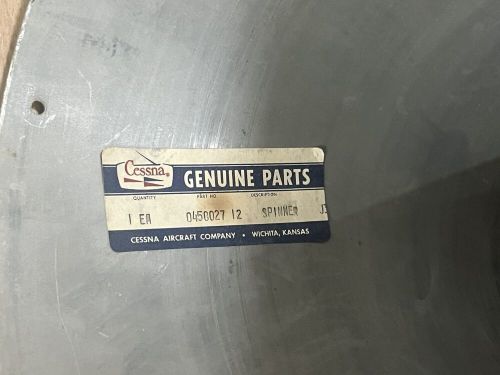 Cessna®
GENUINE PARTS
QUANTITY PART NO DESCRIPTION
1 EA 0450027 12 SPINNER
CESSNA AIRCRAFT COMPANY • WICHITA, KANSAS